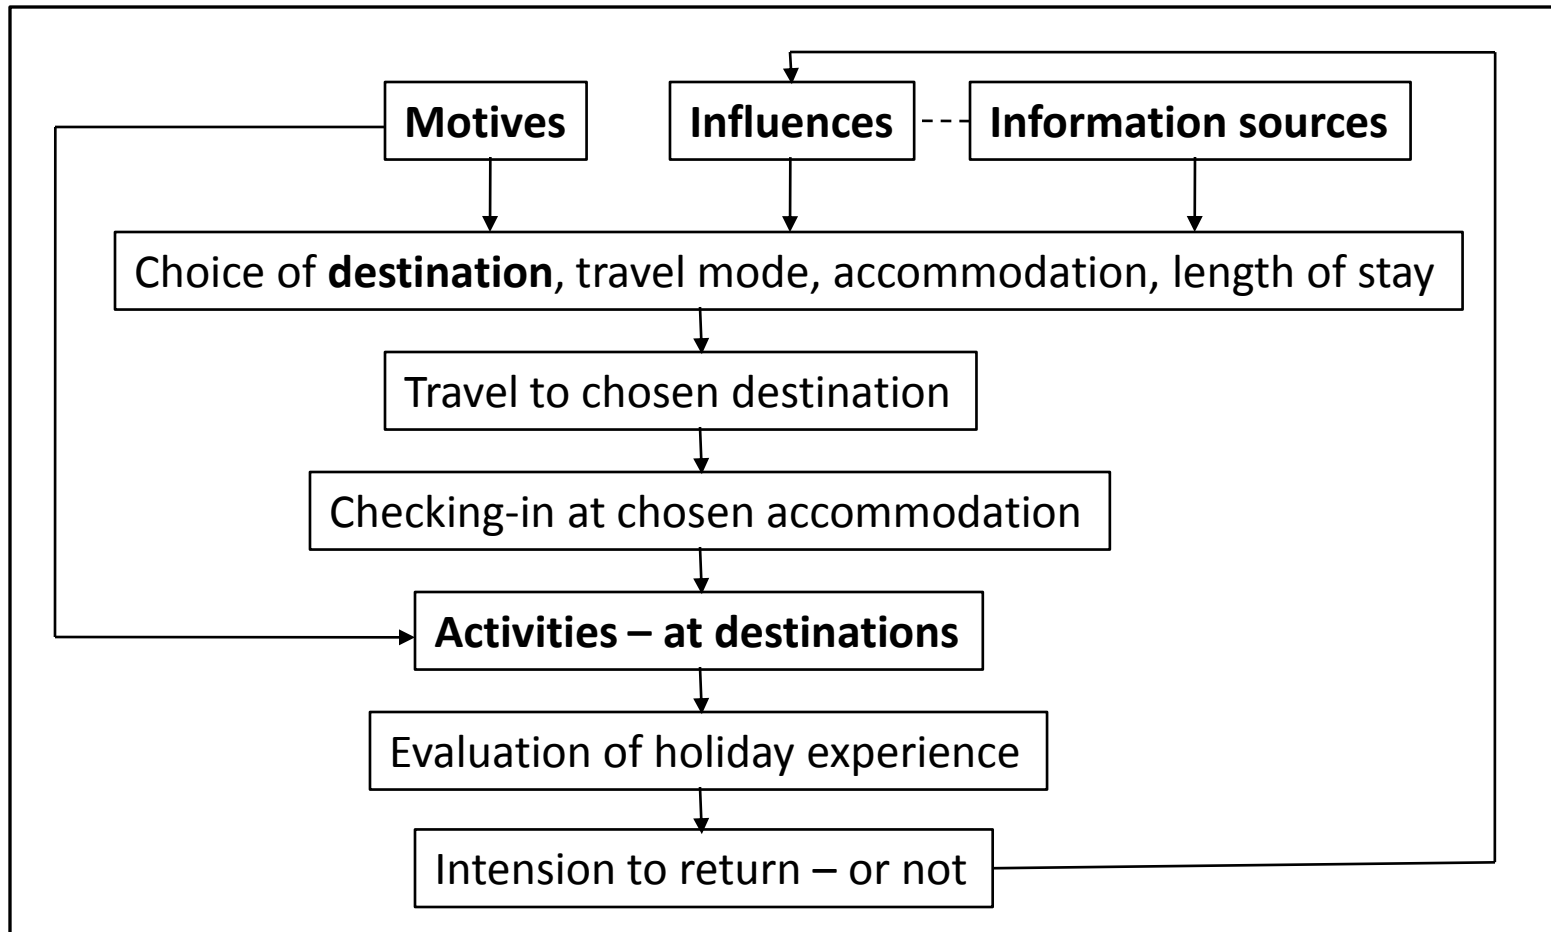 Motives
Influences
Information sources
Choice of destination, travel mode, accommodation, length of stay
Travel to chosen destination
Checking-in at chosen accommodation
Activities – at destinations
Evaluation of holiday experience
Intension to return – or not